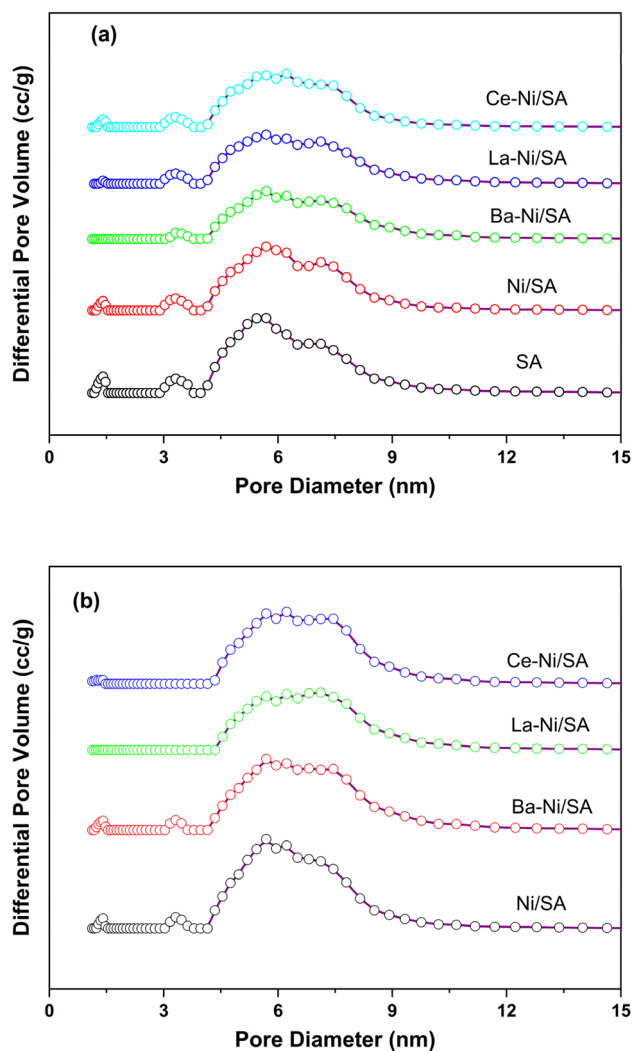 (a)
Differential Pore Volume (cc/g)
Ce-Ni/SA
La-Ni/SA
Ba-Ni/SA
Ni/SA
SA
0 3 6 9 12 15
Pore Diameter (nm)
(b)
Differential Pore Volume (cc/g)
Ce-Ni/SA
La-Ni/SA
Ba-Ni/SA
Ni/SA
0 3 6 9 12 15
Pore Diameter (nm)